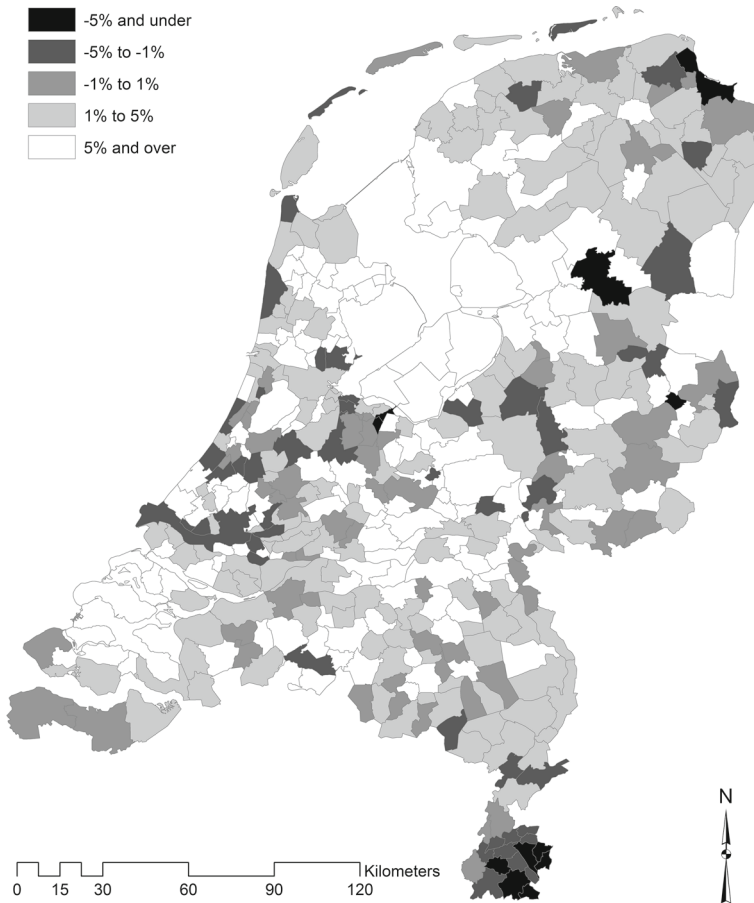 -5% and under
-5% to -1%
-1% to 1%
1% to 5%
5% and over
N
Kilometers
0 15 30 60 90 120